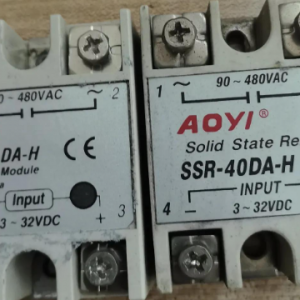 0 ~ 480VAC
~ 2
DA-H
CE
Module
Input
+ 3
3 ~ 32VDC
90 ~ 480VAC
1 ~
AOYI®
Solid State Re
SSR-40DA-H
INPUT
4 -
3 ~ 32VDC